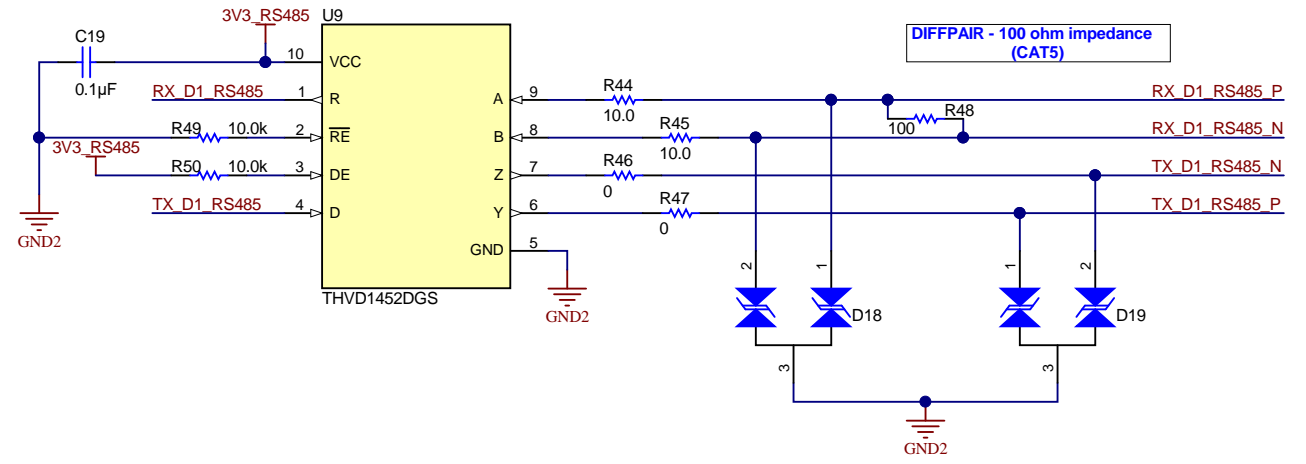 3V3_RS485
U9
C19
0.1µF
10
VCC
DIFFPAIR - 100 ohm impedance
(CAT5)
RX_D1_RS485
1
R
A
9
R44
10.0
RX_D1_RS485_P
R49
10.0k
2
RE
B
8
R45
10.0
100
R48
RX_D1_RS485_N
3V3_RS485
R50
10.0k
3
DE
Z
7
R46
0
TX_D1_RS485_N
TX_D1_RS485
4
D
Y
6
R47
0
TX_D1_RS485_P
GND2
GND
5
THVD1452DGS
GND2
2
1
D18
1
2
D19
3
3
GND2